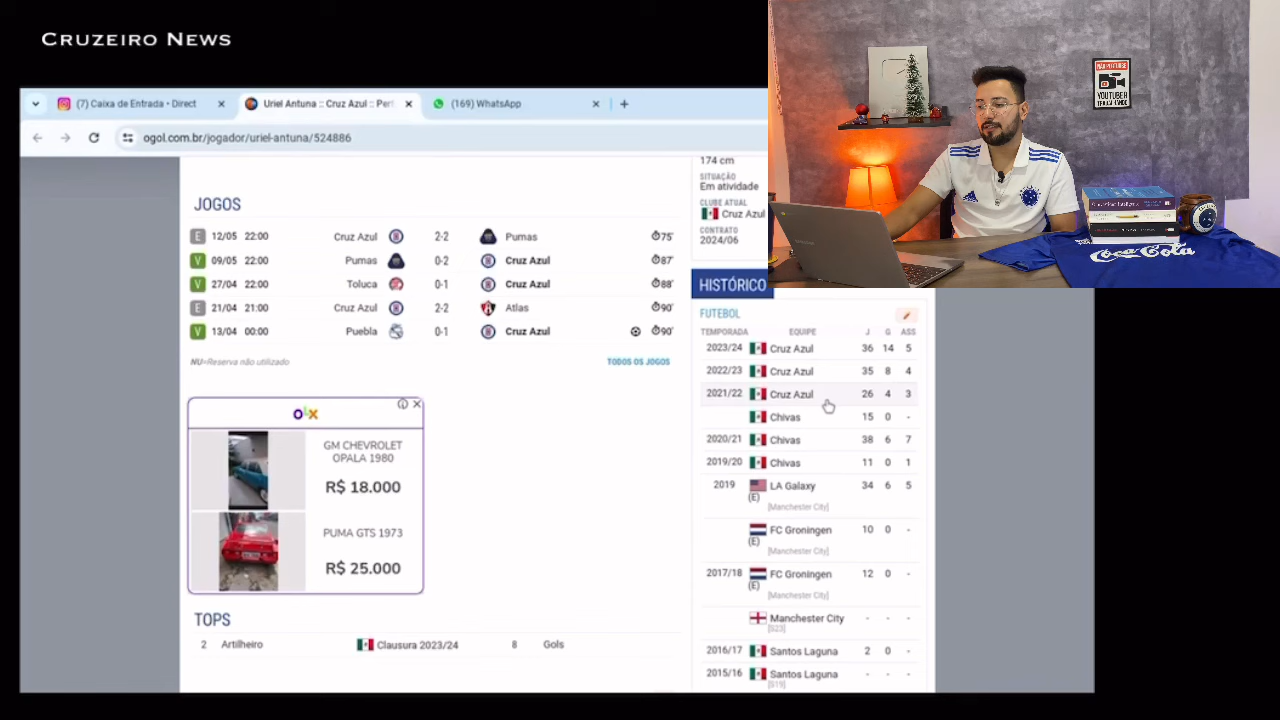 CRUZEIRO NEWS
(7) Caixa de Entrada • Direct
Uriel Antuna :: Cruz Azul :: Perf
(169) WhatsApp
ogol.com.br/jogador/uriel-antuna/524886
JOGOS
E 12/05 22:00 Cruz Azul 2-2 Pumas 75'
V 09/05 22:00 Pumas 0-2 Cruz Azul 87'
V 27/04 22:00 Toluca 0-1 Cruz Azul 88'
E 21/04 21:00 Cruz Azul 2-2 Atlas 90'
V 13/04 00:00 Puebla 0-1 Cruz Azul 90'
NU=Reserva não utilizado
TODOS OS JOGOS
OLX
GM CHEVROLET
OPALA 1980
R$ 18.000
PUMA GTS 1973
R$ 25.000
TOPS
2 Artilheiro Clausura 2023/24 8 Gols
174 cm
SITUAÇÃO
Em atividade
CLUBE ATUAL
Cruz Azul
CONTRATO
2024/06
HISTÓRICO
FUTEBOL
TEMPORADA EQUIPE J G ASS
2023/24 Cruz Azul 36 14 5
2022/23 Cruz Azul 35 8 4
2021/22 Cruz Azul 26 4 3
Chivas 15 0 -
2020/21 Chivas 38 6 7
2019/20 Chivas 11 0 1
2019 LA Galaxy 34 6 5
(E)
[Manchester City]
FC Groningen 10 0 -
(E)
[Manchester City]
2017/18 FC Groningen 12 0 -
(E)
[Manchester City]
Manchester City - - -
[S23]
2016/17 Santos Laguna 2 0 -
2015/16 Santos Laguna - - -
[S19]
NÃO PERTURBE
YOUTUBER
TRABALHANDO
Coca-Cola